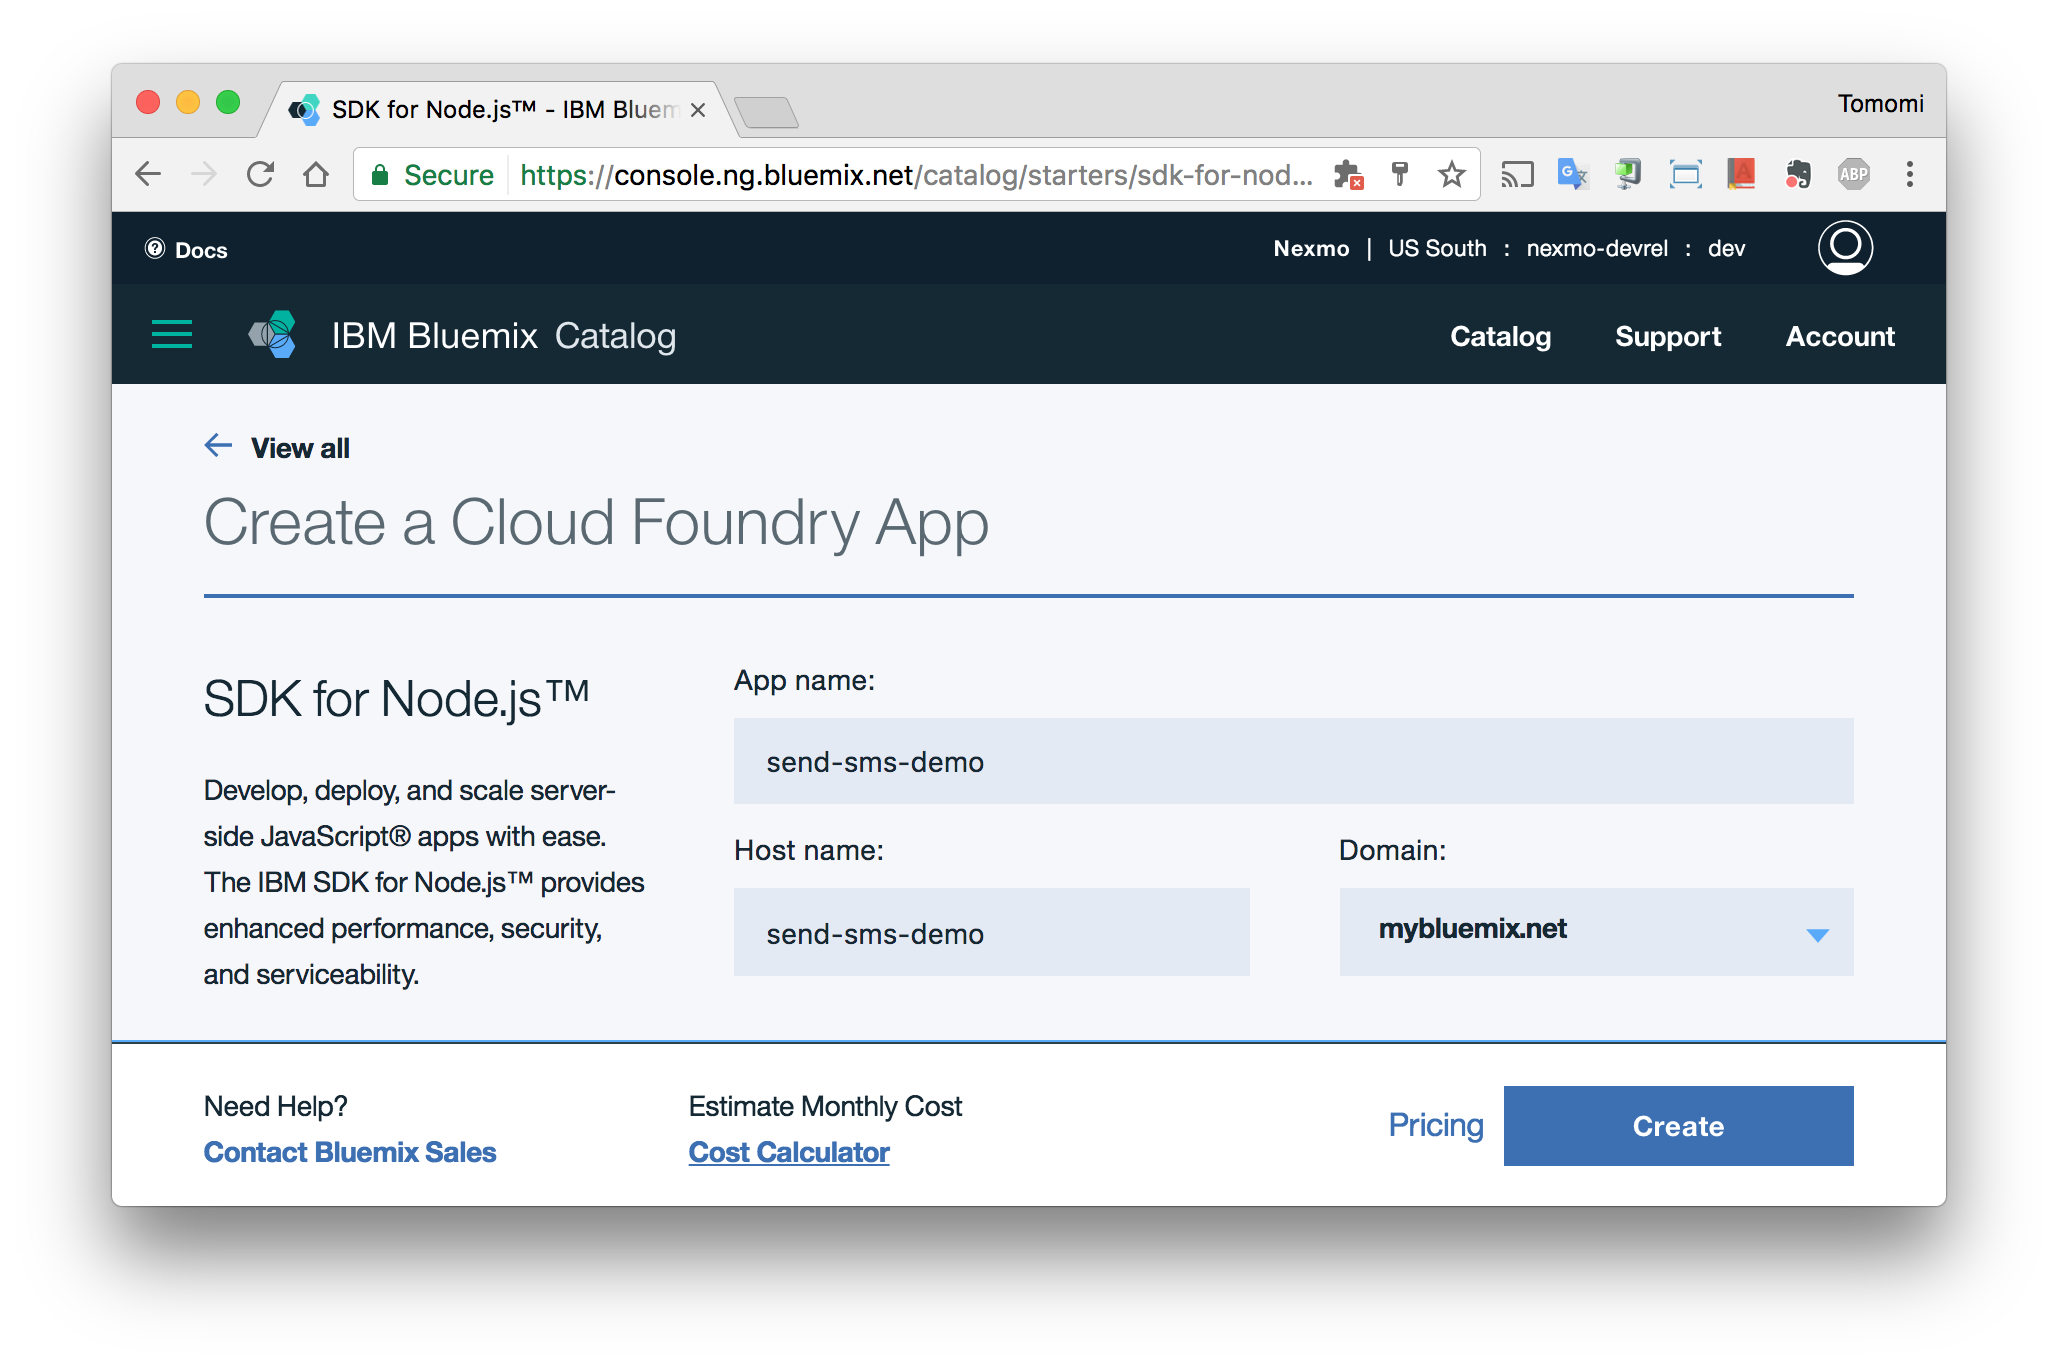 SDK for Node.js™ - IBM Bluem
Tomomi
Secure https://console.ng.bluemix.net/catalog/starters/sdk-for-nod...
ABP
Docs
Nexmo | US South : nexmo-devrel : dev
IBM Bluemix Catalog
Catalog Support Account
View all
Create a Cloud Foundry App
SDK for Node.js™
Develop, deploy, and scale server-
side JavaScript® apps with ease.
The IBM SDK for Node.js™ provides
enhanced performance, security,
and serviceability.
App name:
send-sms-demo
Host name:
send-sms-demo
Domain:
mybluemix.net
Need Help?
Contact Bluemix Sales
Estimate Monthly Cost
Cost Calculator
Pricing
Create